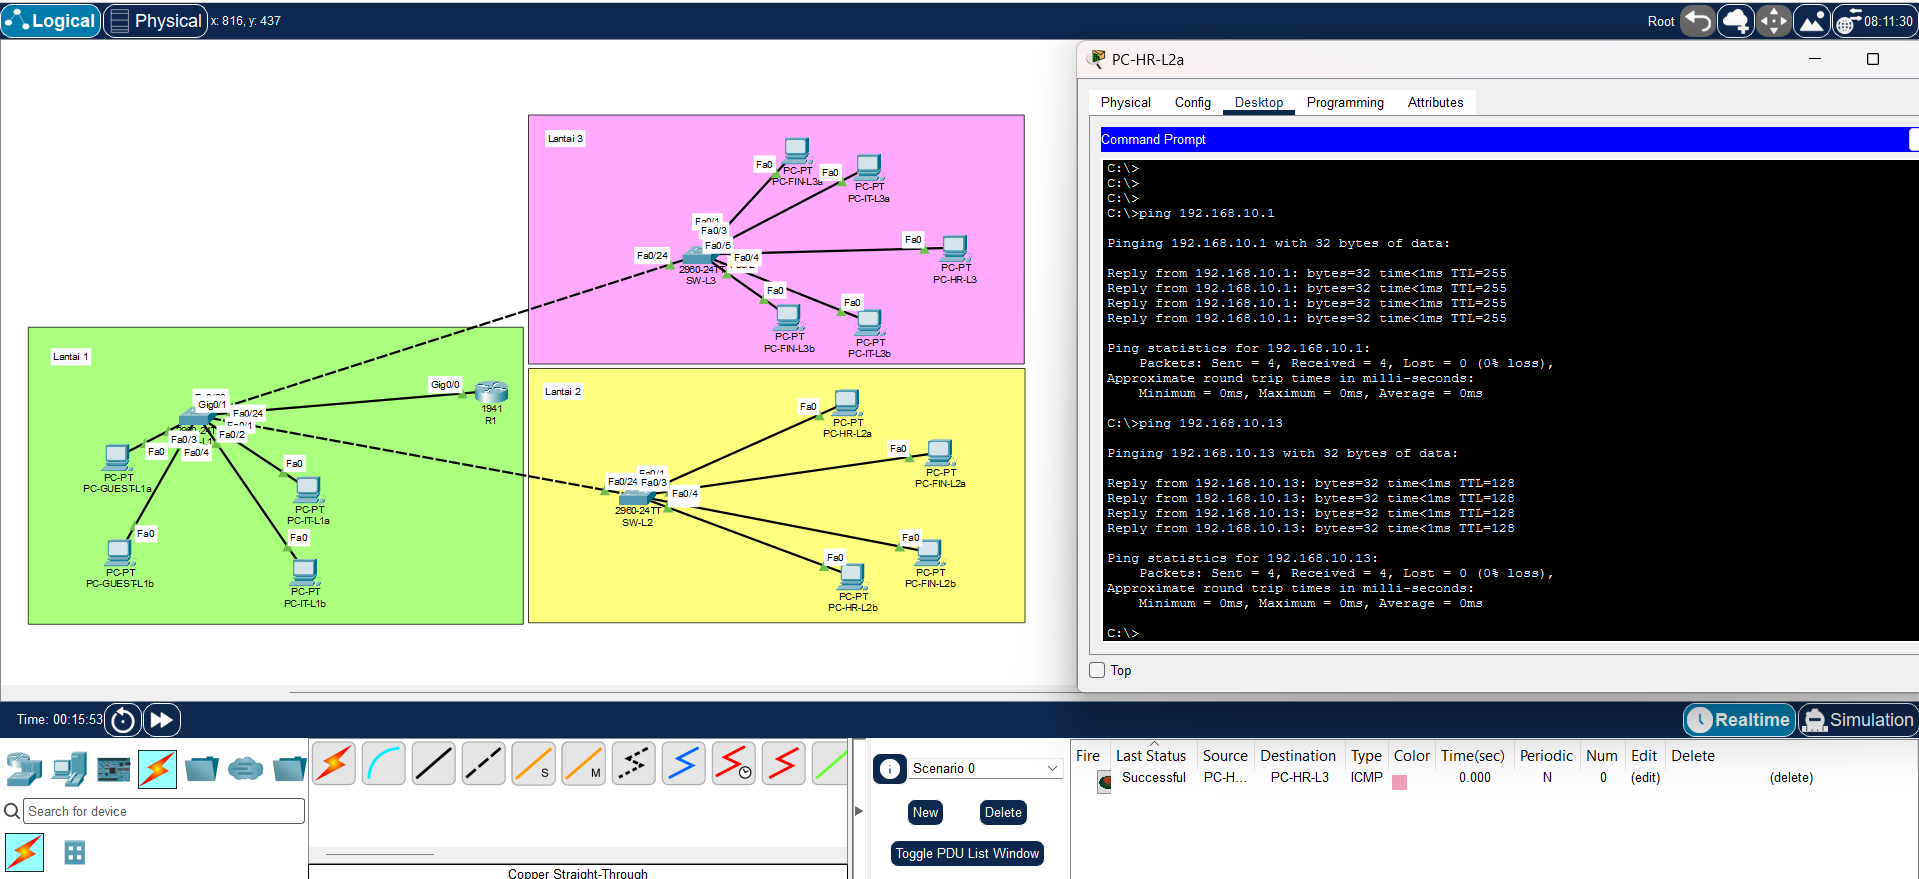 Logical
Physical
x: 816, y: 437
Root
08:11:30
PC-HR-L2a
Physical
Config
Desktop
Programming
Attributes
Command Prompt
C:\>
C:\>
C:\>
C:\>ping 192.168.10.1
Pinging 192.168.10.1 with 32 bytes of data:
Reply from 192.168.10.1: bytes=32 time<1ms TTL=255
Reply from 192.168.10.1: bytes=32 time<1ms TTL=255
Reply from 192.168.10.1: bytes=32 time<1ms TTL=255
Reply from 192.168.10.1: bytes=32 time<1ms TTL=255
Ping statistics for 192.168.10.1:
Packets: Sent = 4, Received = 4, Lost = 0 (0% loss),
Approximate round trip times in milli-seconds:
Minimum = 0ms, Maximum = 0ms, Average = 0ms
C:\>ping 192.168.10.13
Pinging 192.168.10.13 with 32 bytes of data:
Reply from 192.168.10.13: bytes=32 time<1ms TTL=128
Reply from 192.168.10.13: bytes=32 time<1ms TTL=128
Reply from 192.168.10.13: bytes=32 time<1ms TTL=128
Reply from 192.168.10.13: bytes=32 time<1ms TTL=128
Ping statistics for 192.168.10.13:
Packets: Sent = 4, Received = 4, Lost = 0 (0% loss),
Approximate round trip times in milli-seconds:
Minimum = 0ms, Maximum = 0ms, Average = 0ms
C:\>
Top
Lantai 3
Fa0
PC-PT
PC-FIN-L3a
Fa0
PC-PT
PC-IT-L3a
Fa0/1
Fa0/3
Fa0/5
Fa0/4
Fa0/24
2960-24TT
SW-L3
Fa0
PC-PT
PC-HR-L3
Fa0
PC-PT
PC-FIN-L3b
Fa0
PC-PT
PC-IT-L3b
Lantai 1
Gig0/0
1941
R1
Gig0/1
Fa0/24
Fa0/1
Fa0/2
Fa0/3
Fa0/4
Fa0
PC-PT
PC-GUEST-L1a
Fa0
PC-PT
PC-IT-L1a
Fa0
PC-PT
PC-GUEST-L1b
Fa0
PC-PT
PC-IT-L1b
Lantai 2
Fa0
PC-PT
PC-HR-L2a
Fa0
PC-PT
PC-FIN-L2a
Fa0/24
Fa0/1
Fa0/3
Fa0/4
2960-24TT
SW-L2
Fa0
PC-PT
PC-FIN-L2b
Fa0
PC-PT
PC-HR-L2b
Time: 00:15:53
Realtime
Simulation
Search for device
S
M
Copper Straight-Through
Scenario 0
New
Delete
Toggle PDU List Window
Fire Last Status Source Destination Type Color Time(sec) Periodic Num Edit Delete
Successful PC-H... PC-HR-L3 ICMP 0.000 N 0 (edit) (delete)